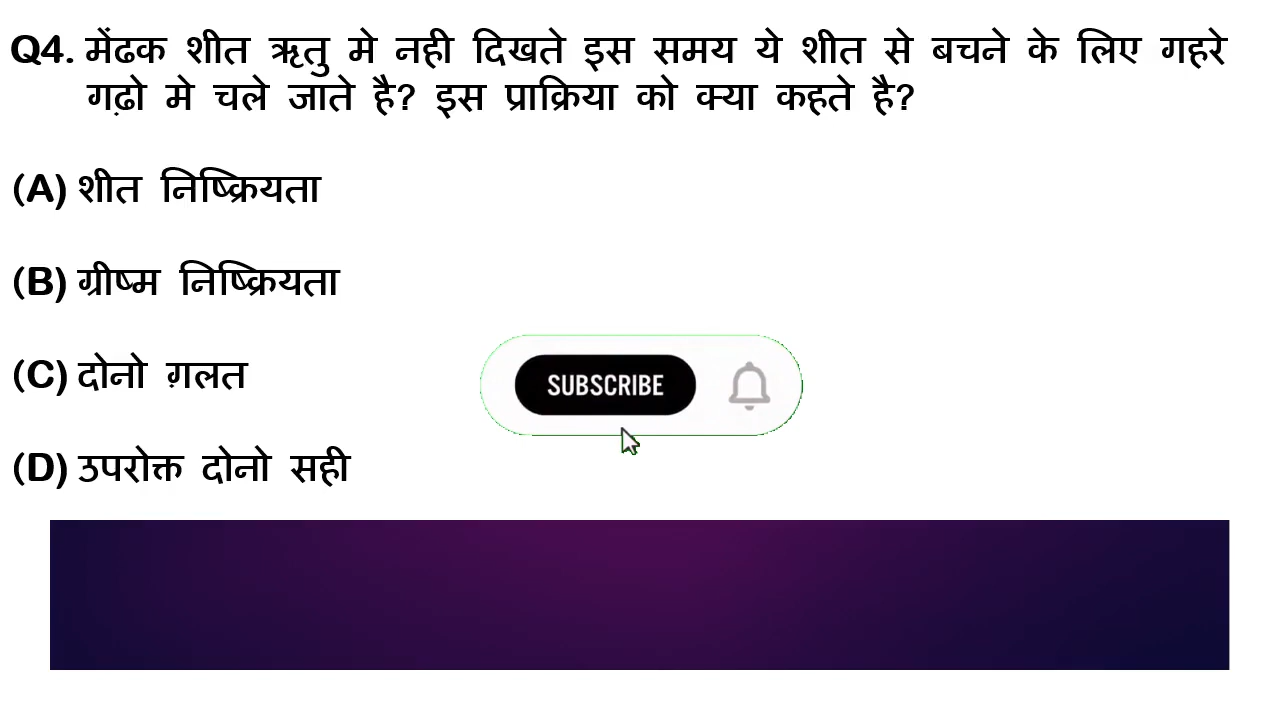 Q4. मेंढक शीत ऋतु मे नही दिखते इस समय ये शीत से बचने के लिए गहरे
गढ़ो मे चले जाते है? इस प्राक्रिया को क्या कहते है?
(A) शीत निष्क्रियता
(B) ग्रीष्म निष्क्रियता
(C) दोनो ग़लत
SUBSCRIBE
(D) उपरोक्त दोनो सही